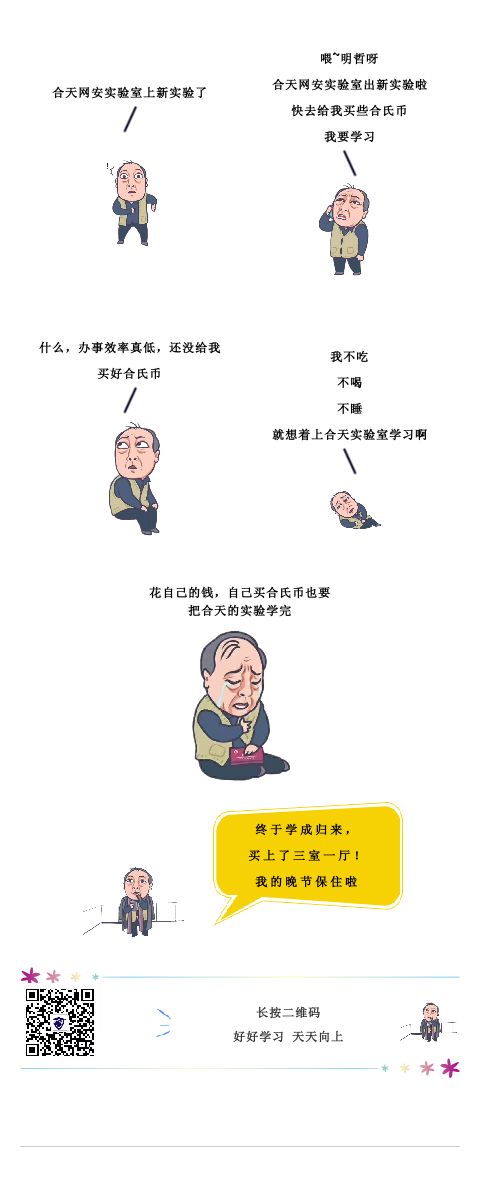 合天网安实验室上新实验了
喂~明哲呀
合天网安实验室出新实验啦
快去给我买些合氏币
我要学习
什么，办事效率真低，还没给我
买好合氏币
我不吃
不喝
不睡
就想着上合天实验室学习啊
花自己的钱，自己买合氏币也要
把合天的实验学完
终于学成归来，
买上了三室一厅！
我的晚节保住啦
长按二维码
好好学习 天天向上